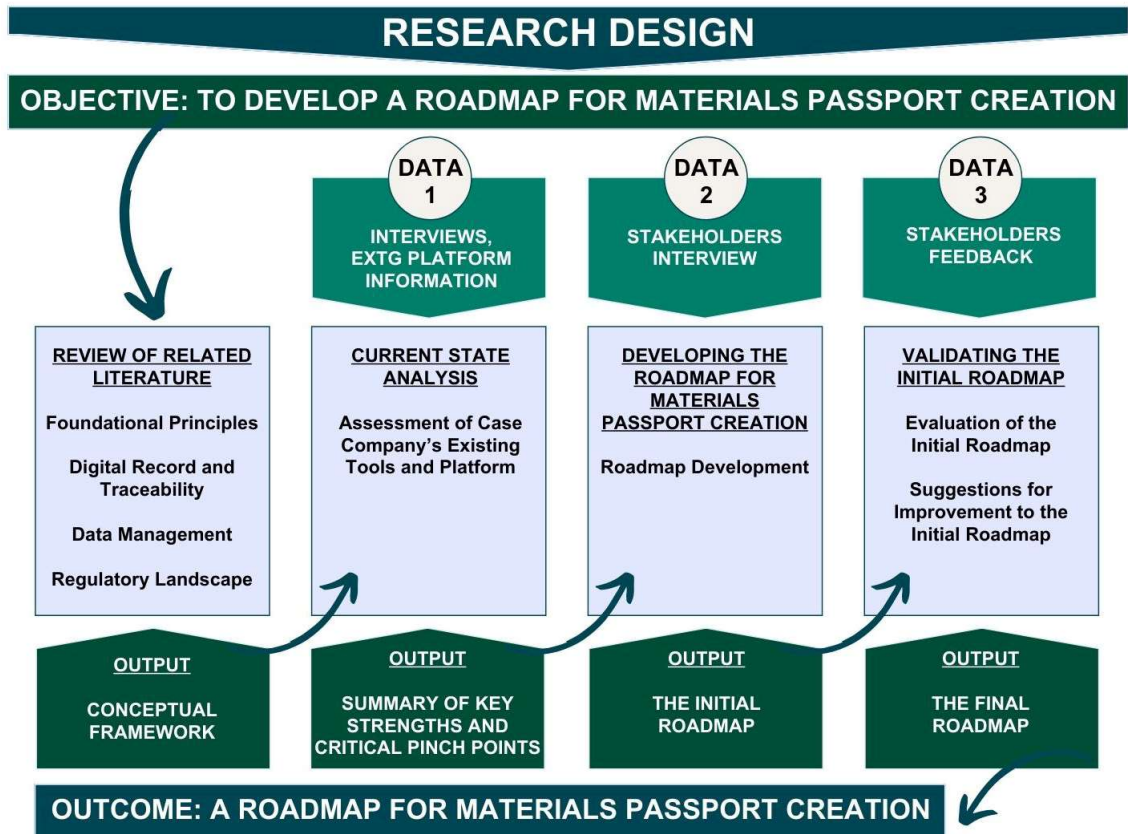 RESEARCH DESIGN
OBJECTIVE: TO DEVELOP A ROADMAP FOR MATERIALS PASSPORT CREATION
DATA
1
INTERVIEWS,
EXTG PLATFORM
INFORMATION
DATA
2
STAKEHOLDERS
INTERVIEW
DATA
3
STAKEHOLDERS
FEEDBACK
REVIEW OF RELATED
LITERATURE
Foundational Principles
Digital Record and
Traceability
Data Management
Regulatory Landscape
CURRENT STATE
ANALYSIS
Assessment of Case
Company’s Existing
Tools and Platform
DEVELOPING THE
ROADMAP FOR
MATERIALS
PASSPORT CREATION
Roadmap Development
VALIDATING THE
INITIAL ROADMAP
Evaluation of the
Initial Roadmap
Suggestions for
Improvement to the
Initial Roadmap
OUTPUT
CONCEPTUAL
FRAMEWORK
OUTPUT
SUMMARY OF KEY
STRENGTHS AND
CRITICAL PINCH POINTS
OUTPUT
THE INITIAL
ROADMAP
OUTPUT
THE FINAL
ROADMAP
OUTCOME: A ROADMAP FOR MATERIALS PASSPORT CREATION